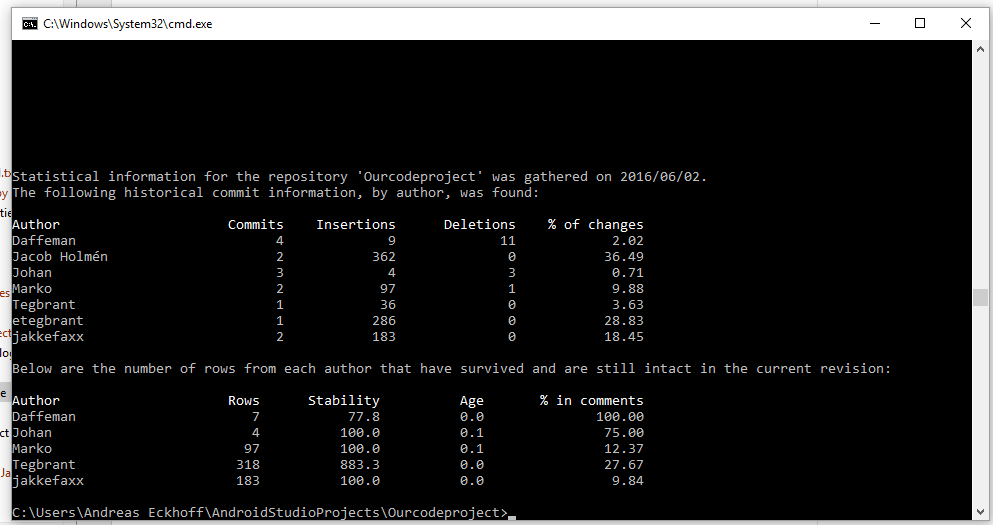 C:\Windows\System32\cmd.exe
Statistical information for the repository 'Ourcodeproject' was gathered on 2016/06/02.
The following historical commit information, by author, was found:
Author Commits Insertions Deletions % of changes
Daffeman 4 9 11 2.02
Jacob Holmén 2 362 0 36.49
Johan 3 4 3 0.71
Marko 2 97 1 9.88
Tegbrant 1 36 0 3.63
etegbrant 1 286 0 28.83
jakkefaxx 2 183 0 18.45
Below are the number of rows from each author that have survived and are still intact in the current revision:
Author Rows Stability Age % in comments
Daffeman 7 77.8 0.0 100.00
Johan 4 100.0 0.1 75.00
Marko 97 100.0 0.1 12.37
Tegbrant 318 883.3 0.0 27.67
jakkefaxx 183 100.0 0.0 9.84
C:\Users\Andreas Eckhoff\AndroidStudioProjects\Ourcodeproject>